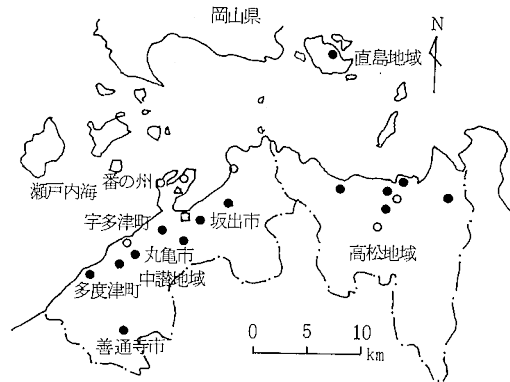 岡山県
N
直島地域
瀬戸内海
番の州
宇多津町
坂出市
丸亀市
高松地域
多度津町
中讃地域
善通寺市
0 5 10
km